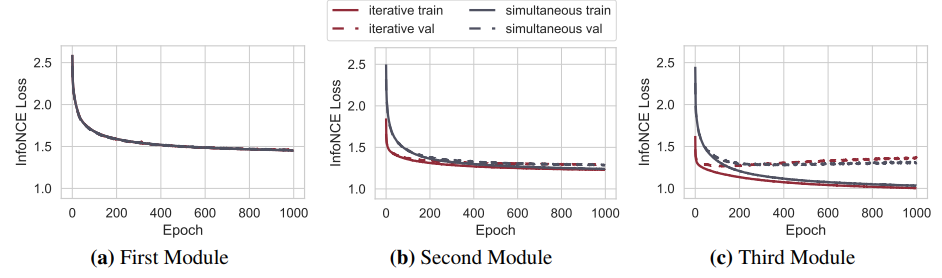 iterative train
simultaneous train
iterative val
simultaneous val
InfoNCE Loss
2.5
2.0
1.5
1.0
0 200 400 600 800 1000
Epoch
(a) First Module
InfoNCE Loss
2.5
2.0
1.5
1.0
0 200 400 600 800 1000
Epoch
(b) Second Module
InfoNCE Loss
2.5
2.0
1.5
1.0
0 200 400 600 800 1000
Epoch
(c) Third Module